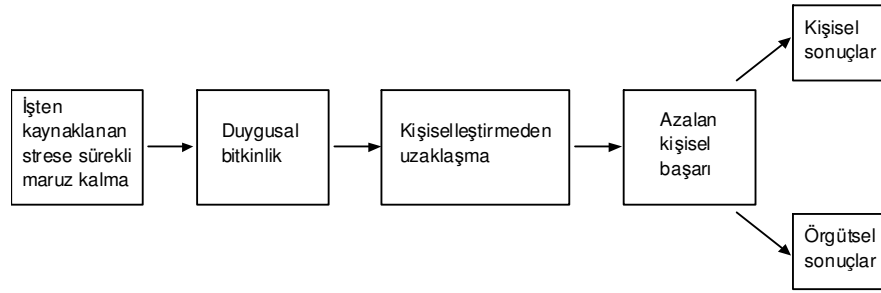 İşten
kaynaklanan
strese sürekli
maruz kalma
Duygusal
bitkinlik
Kişiselleştirmeden
uzaklaşma
Azalan
kişisel
başarı
Kişisel
sonuçlar
Örgütsel
sonuçlar